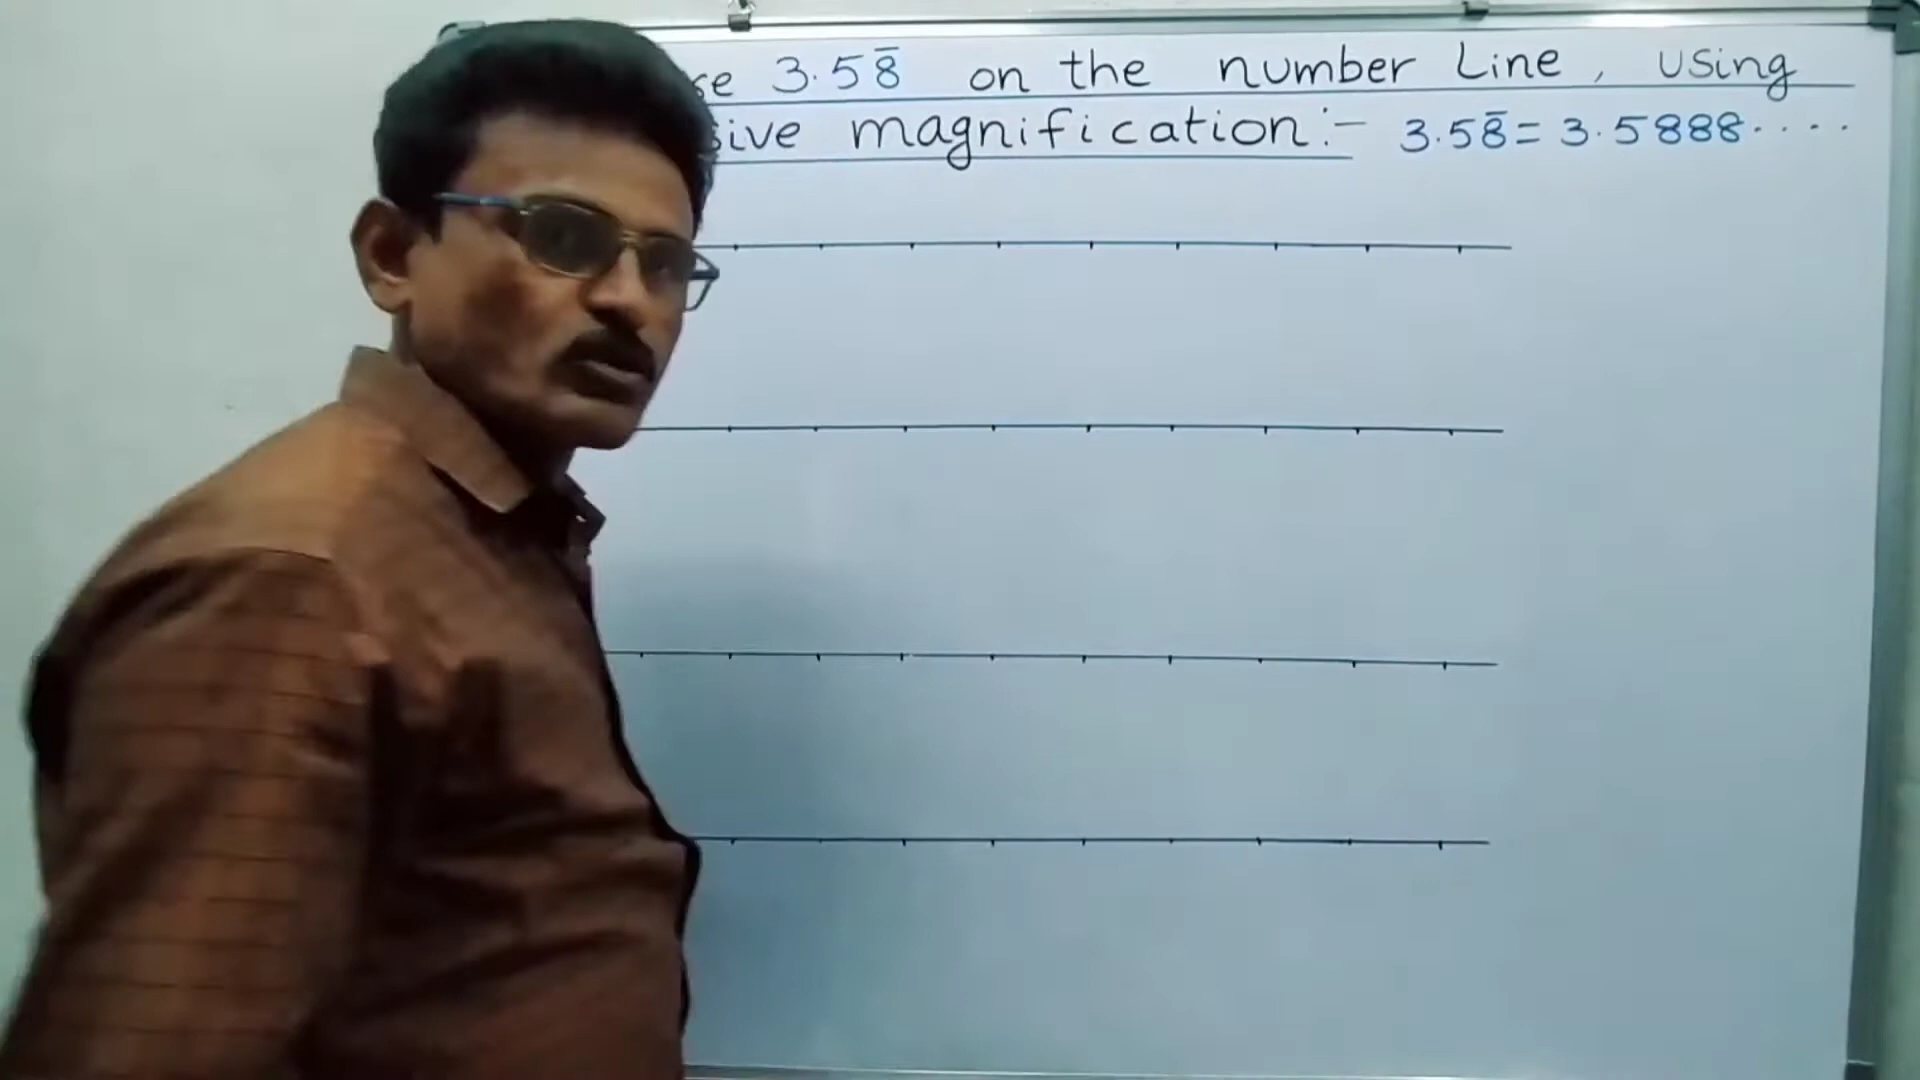 se 3.58̅ on the number Line, using
sive magnification:- 3.58̅ = 3.5888....